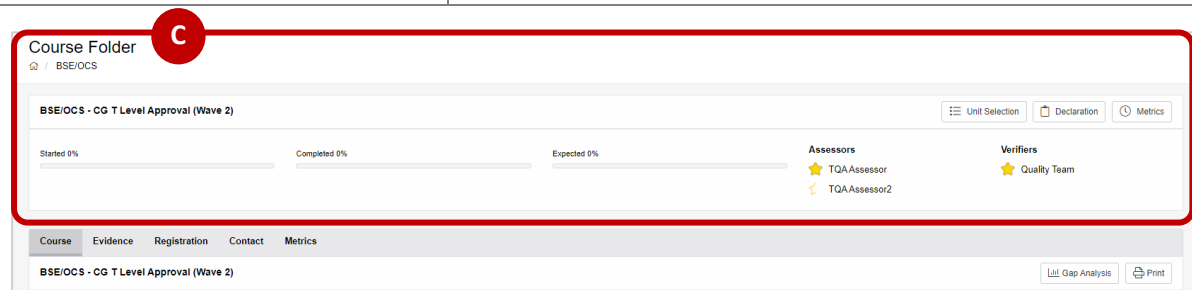 C
Course Folder
/ BSE/OCS
BSE/OCS - CG T Level Approval (Wave 2)
Unit Selection
Declaration
Metrics
Started 0%
Completed 0%
Expected 0%
Assessors
Verifiers
TQA Assessor
Quality Team
TQA Assessor2
Course Evidence Registration Contact Metrics
BSE/OCS - CG T Level Approval (Wave 2)
Gap Analysis
Print